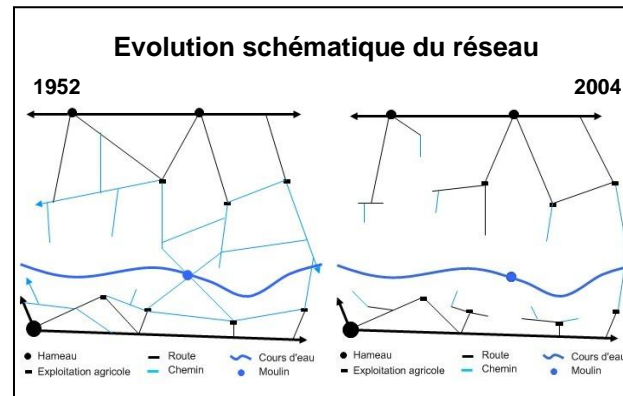 Evolution schématique du réseau
1952
2004
Hameau
Route
Cours d'eau
Exploitation agricole
Chemin
Moulin
Hameau
Route
Cours d'eau
Exploitation agricole
Chemin
Moulin